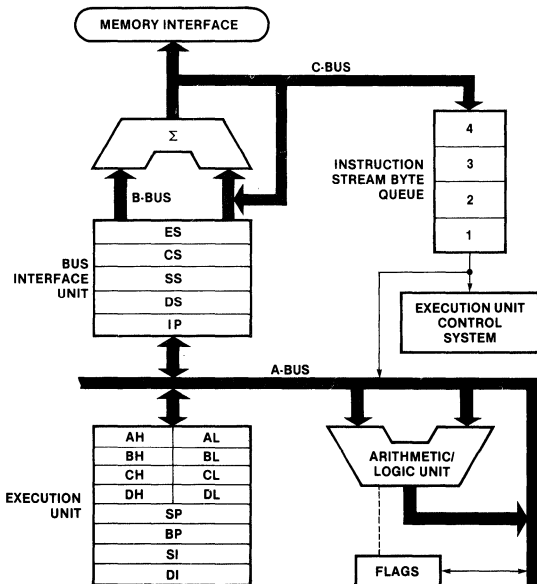 MEMORY INTERFACE
C-BUS
Σ
B-BUS
4
3
2
1
INSTRUCTION
STREAM BYTE
QUEUE
ES
CS
SS
DS
IP
BUS
INTERFACE
UNIT
EXECUTION UNIT
CONTROL
SYSTEM
A-BUS
AH AL
BH BL
CH CL
DH DL
SP
BP
SI
DI
EXECUTION
UNIT
ARITHMETIC/
LOGIC UNIT
FLAGS